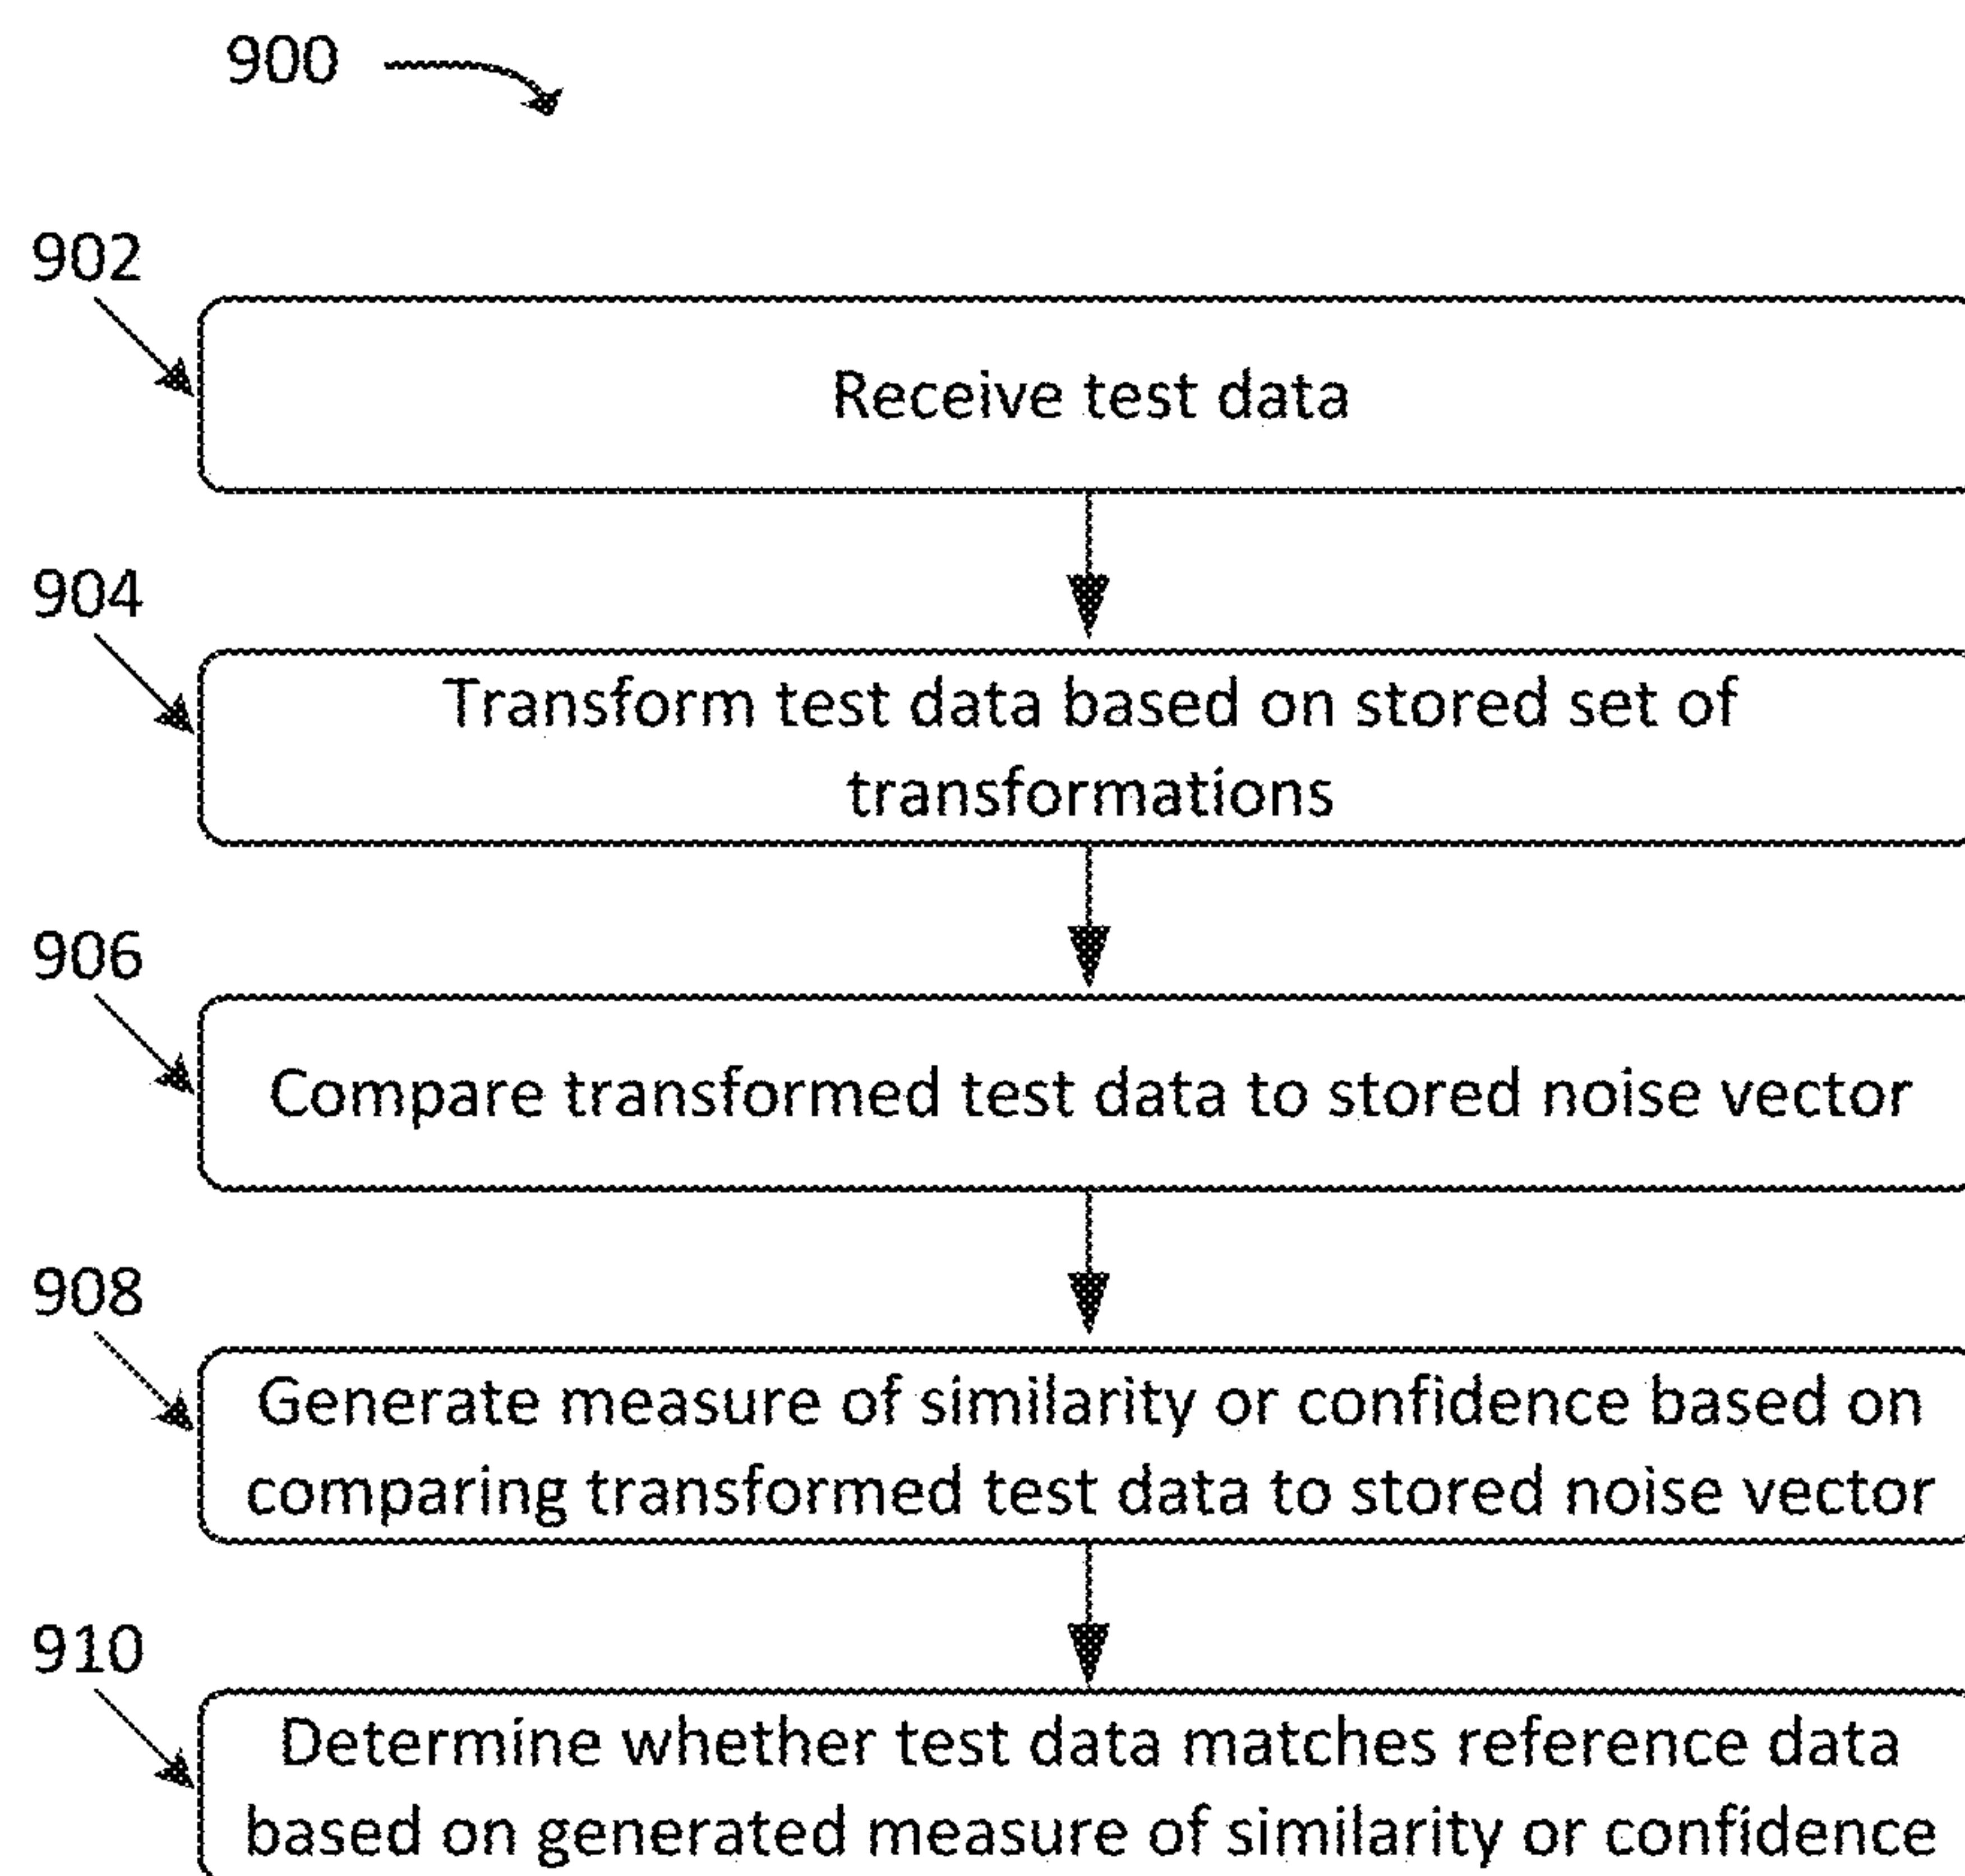 900
902
Receive test data
904
Transform test data based on stored set of
transformations
906
Compare transformed test data to stored noise vector
908
Generate measure of similarity or confidence based on
comparing transformed test data to stored noise vector
910
Determine whether test data matches reference data
based on generated measure of similarity or confidence